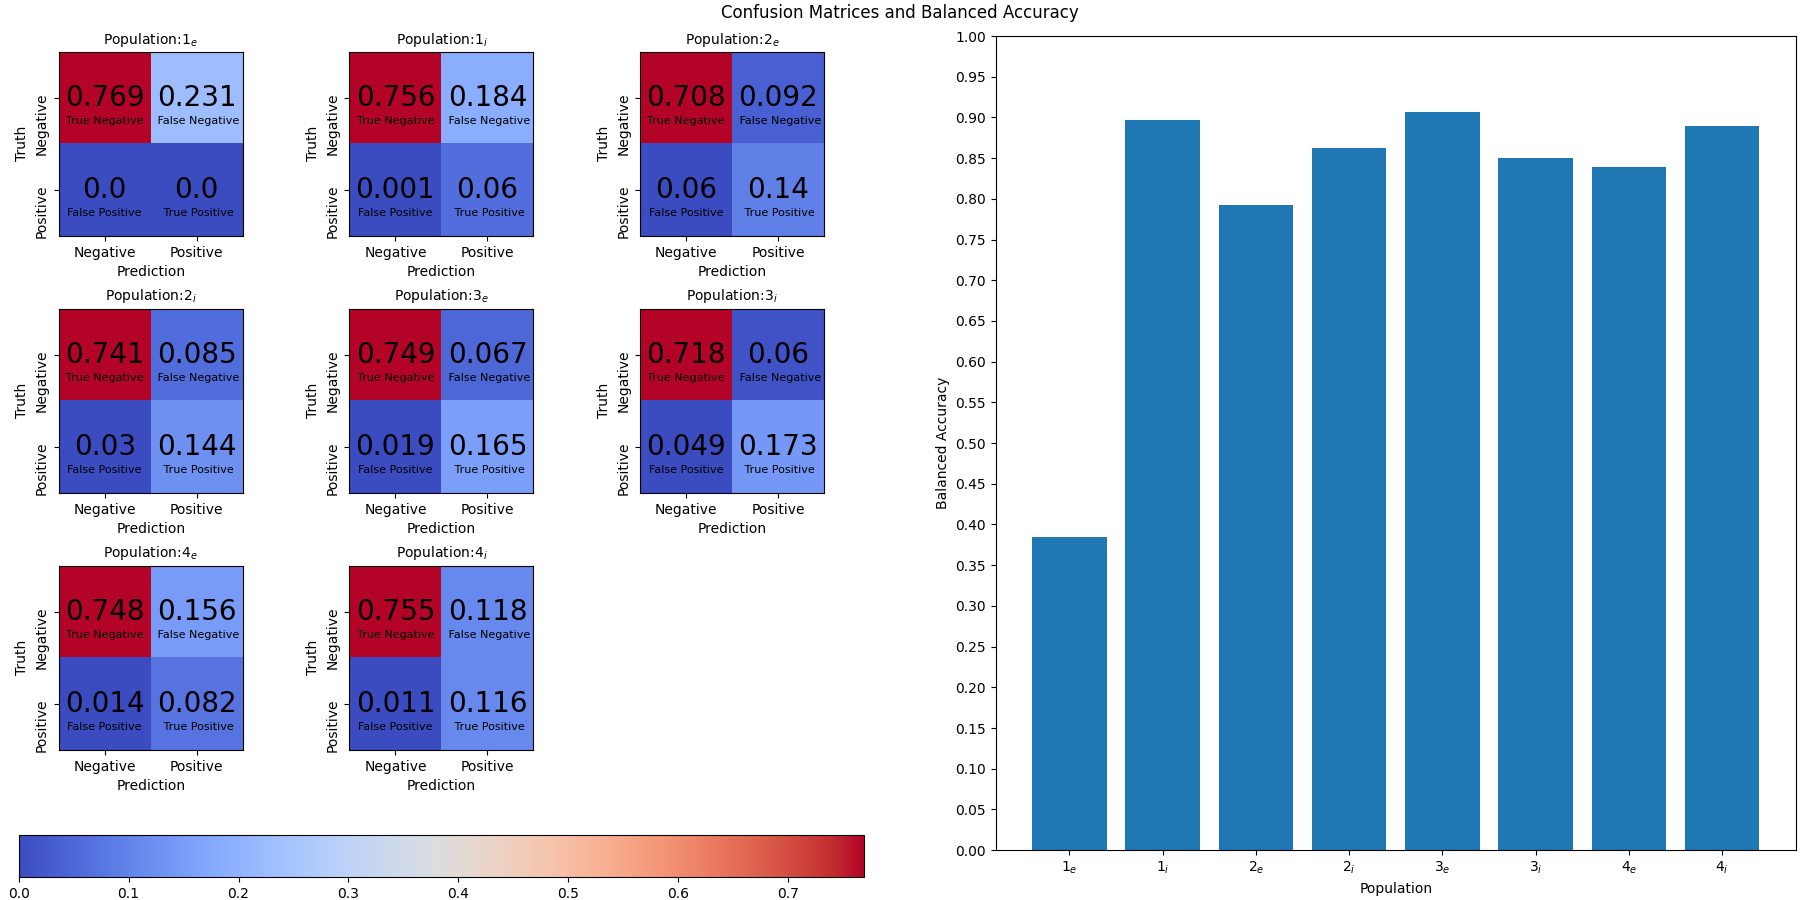 Confusion Matrices and Balanced Accuracy
Population:1e
0.769 0.231
True Negative False Negative
0.0 0.0
False Positive True Positive
Truth
Negative
Positive
Negative Positive
Prediction
Population:1i
0.756 0.184
True Negative False Negative
0.001 0.06
False Positive True Positive
Truth
Negative
Positive
Negative Positive
Prediction
Population:2e
0.708 0.092
True Negative False Negative
0.06 0.14
False Positive True Positive
Truth
Negative
Positive
Negative Positive
Prediction
Population:2i
0.741 0.085
True Negative False Negative
0.03 0.144
False Positive True Positive
Truth
Negative
Positive
Negative Positive
Prediction
Population:3e
0.749 0.067
True Negative False Negative
0.019 0.165
False Positive True Positive
Truth
Negative
Positive
Negative Positive
Prediction
Population:3i
0.718 0.06
True Negative False Negative
0.049 0.173
False Positive True Positive
Truth
Negative
Positive
Negative Positive
Prediction
Population:4e
0.748 0.156
True Negative False Negative
0.014 0.082
False Positive True Positive
Truth
Negative
Positive
Negative Positive
Prediction
Population:4i
0.755 0.118
True Negative False Negative
0.011 0.116
False Positive True Positive
Truth
Negative
Positive
Negative Positive
Prediction
0.0 0.1 0.2 0.3 0.4 0.5 0.6 0.7
1.00
0.95
0.90
0.85
0.80
0.75
0.70
0.65
0.60
0.55
0.50
0.45
0.40
0.35
0.30
0.25
0.20
0.15
0.10
0.05
0.00
Balanced Accuracy
1e 1i 2e 2i 3e 3i 4e 4i
Population